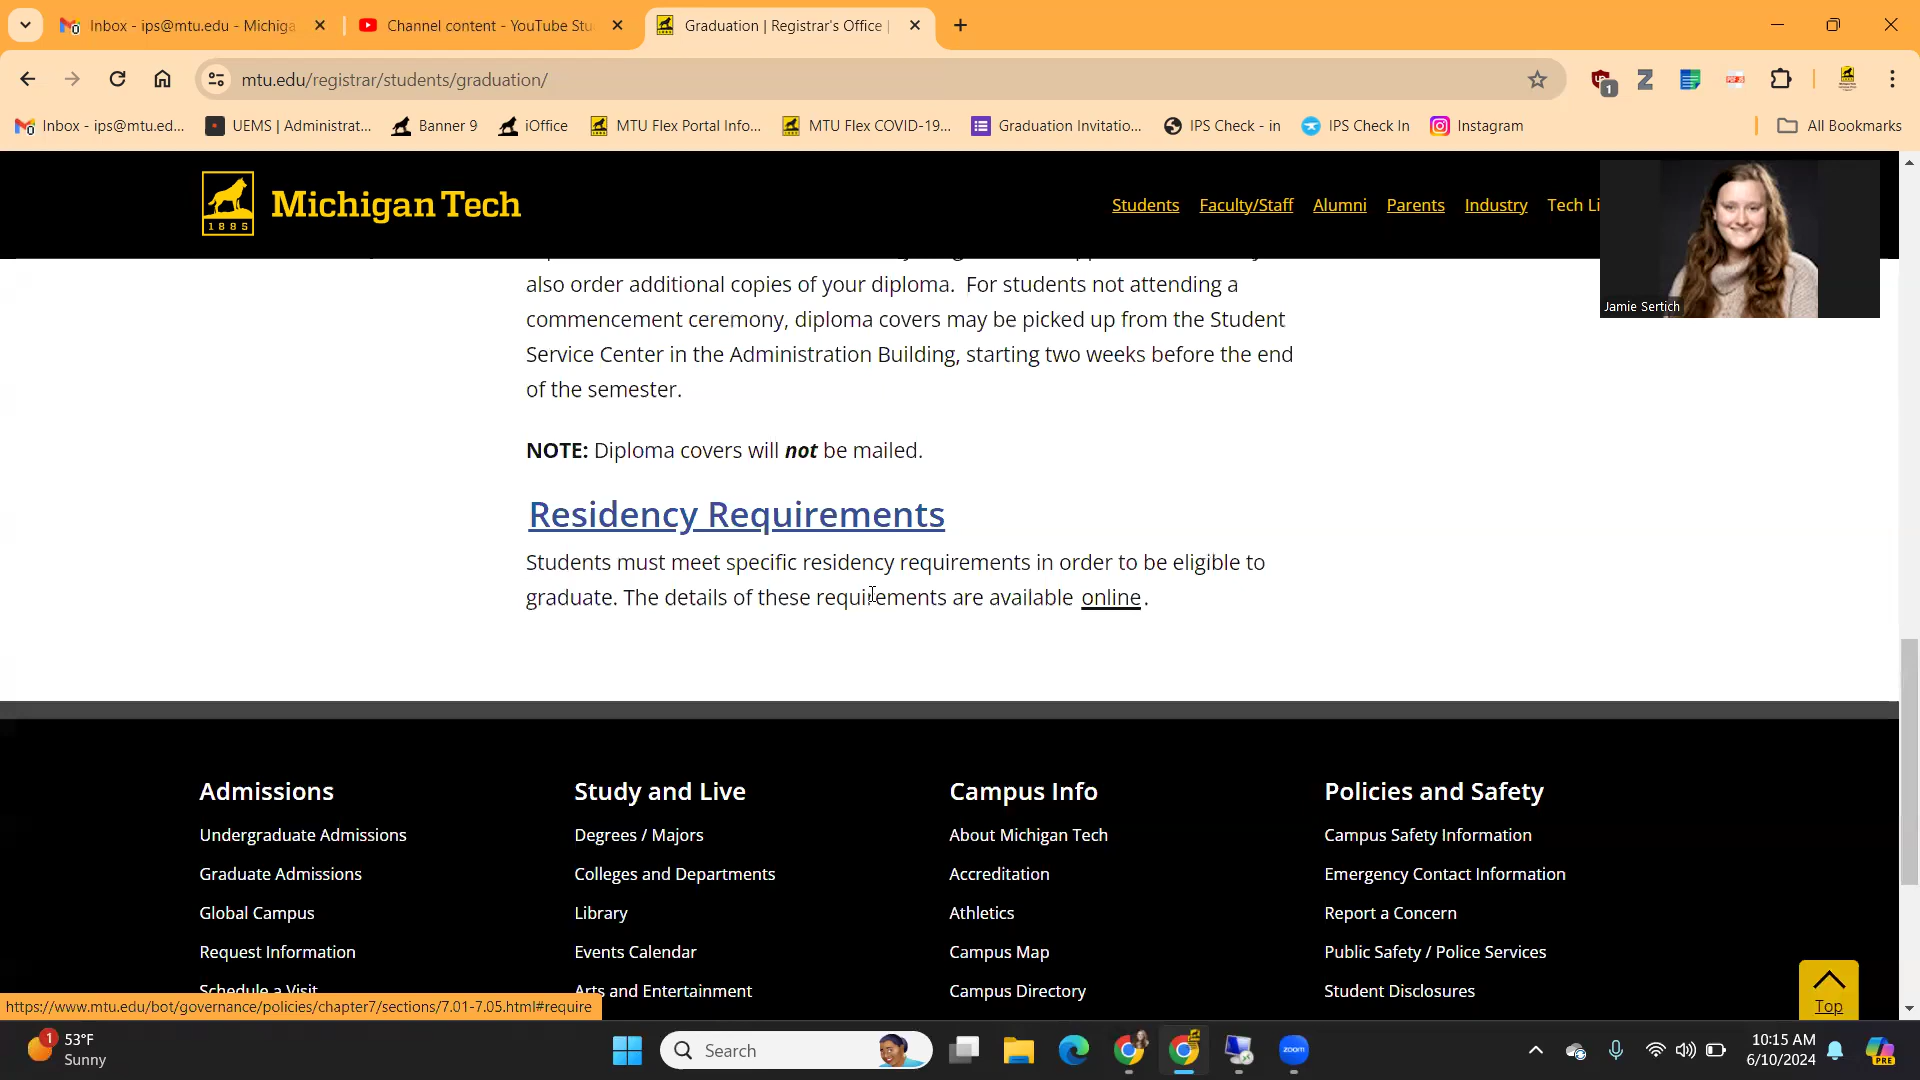 Inbox - ips@mtu.edu - Michiga
Channel content - YouTube Stu
Graduation | Registrar's Office |
mtu.edu/registrar/students/graduation/
1
Inbox - ips@mtu.ed...
UEMS | Administrat...
Banner 9
iOffice
MTU Flex Portal Info...
MTU Flex COVID-19...
Graduation Invitatio...
IPS Check - in
IPS Check In
Instagram
All Bookmarks
1885
Michigan Tech
Students
Faculty/Staff
Alumni
Parents
Industry
Tech Li
Jamie Sertich
also order additional copies of your diploma. For students not attending a
commencement ceremony, diploma covers may be picked up from the Student
Service Center in the Administration Building, starting two weeks before the end
of the semester.
NOTE: Diploma covers will not be mailed.
Residency Requirements
Students must meet specific residency requirements in order to be eligible to
graduate. The details of these requirements are available online.
Admissions
Undergraduate Admissions
Graduate Admissions
Global Campus
Request Information
Schedule a Visit
Study and Live
Degrees / Majors
Colleges and Departments
Library
Events Calendar
Arts and Entertainment
Campus Info
About Michigan Tech
Accreditation
Athletics
Campus Map
Campus Directory
Policies and Safety
Campus Safety Information
Emergency Contact Information
Report a Concern
Public Safety / Police Services
Student Disclosures
Top
https://www.mtu.edu/bot/governance/policies/chapter7/sections/7.01-7.05.html#require
1
53°F
Sunny
Search
zoom
10:15 AM
6/10/2024
PRE